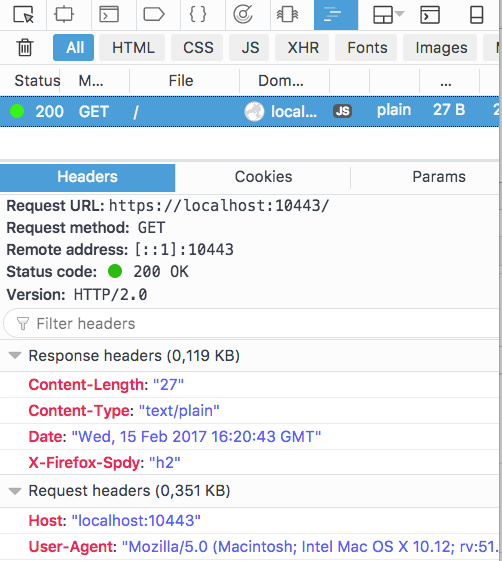 All HTML CSS JS XHR Fonts Images
Status M... File Dom... ...
200 GET / local... JS plain 27 B
Headers Cookies Params
Request URL: https://localhost:10443/
Request method: GET
Remote address: [::1]:10443
Status code: 200 OK
Version: HTTP/2.0
Filter headers
Response headers (0,119 KB)
Content-Length: "27"
Content-Type: "text/plain"
Date: "Wed, 15 Feb 2017 16:20:43 GMT"
X-Firefox-Spdy: "h2"
Request headers (0,351 KB)
Host: "localhost:10443"
User-Agent: "Mozilla/5.0 (Macintosh; Intel Mac OS X 10.12; rv:51.